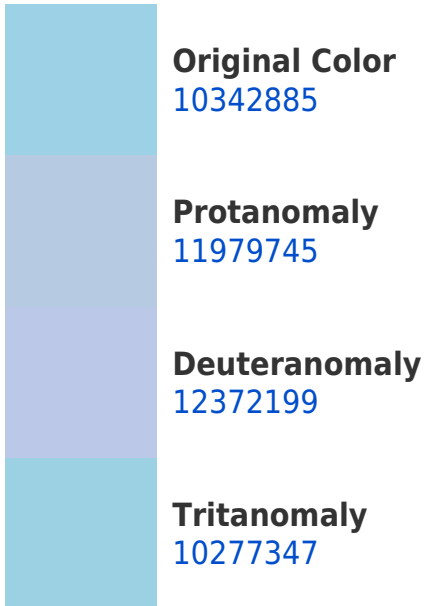 Original Color
10342885
Protanomaly
11979745
Deuteranomaly
12372199
Tritanomaly
10277347